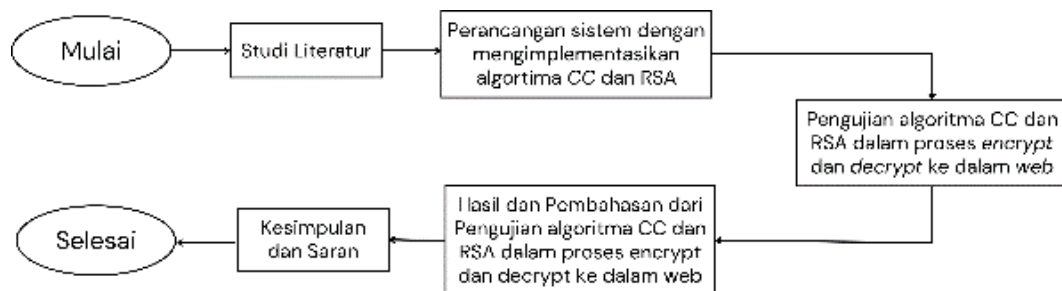 Mulai
Studi Literatur
Perancangan sistem dengan
mengimplementasikan
algortima CC dan RSA
Pengujian algoritma CC dan
RSA dalam proses encrypt
dan decrypt ke dalam web
Hasil dan Pembahasan dari
Pengujian algoritma CC dan
RSA dalam proses encrypt
dan decrypt ke dalam web
Kesimpulan
dan Saran
Selesai